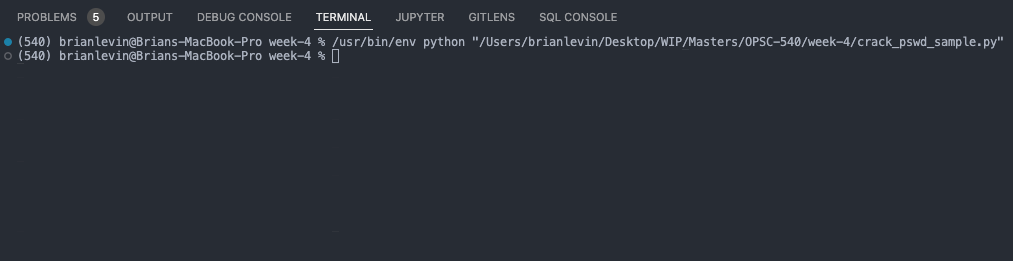 PROBLEMS 5 OUTPUT DEBUG CONSOLE TERMINAL JUPYTER GITLENS SQL CONSOLE
(540) brianlevin@Brians-MacBook-Pro week-4 % /usr/bin/env python "/Users/brianlevin/Desktop/WIP/Masters/OPSC-540/week-4/crack_pswd_sample.py"
(540) brianlevin@Brians-MacBook-Pro week-4 %